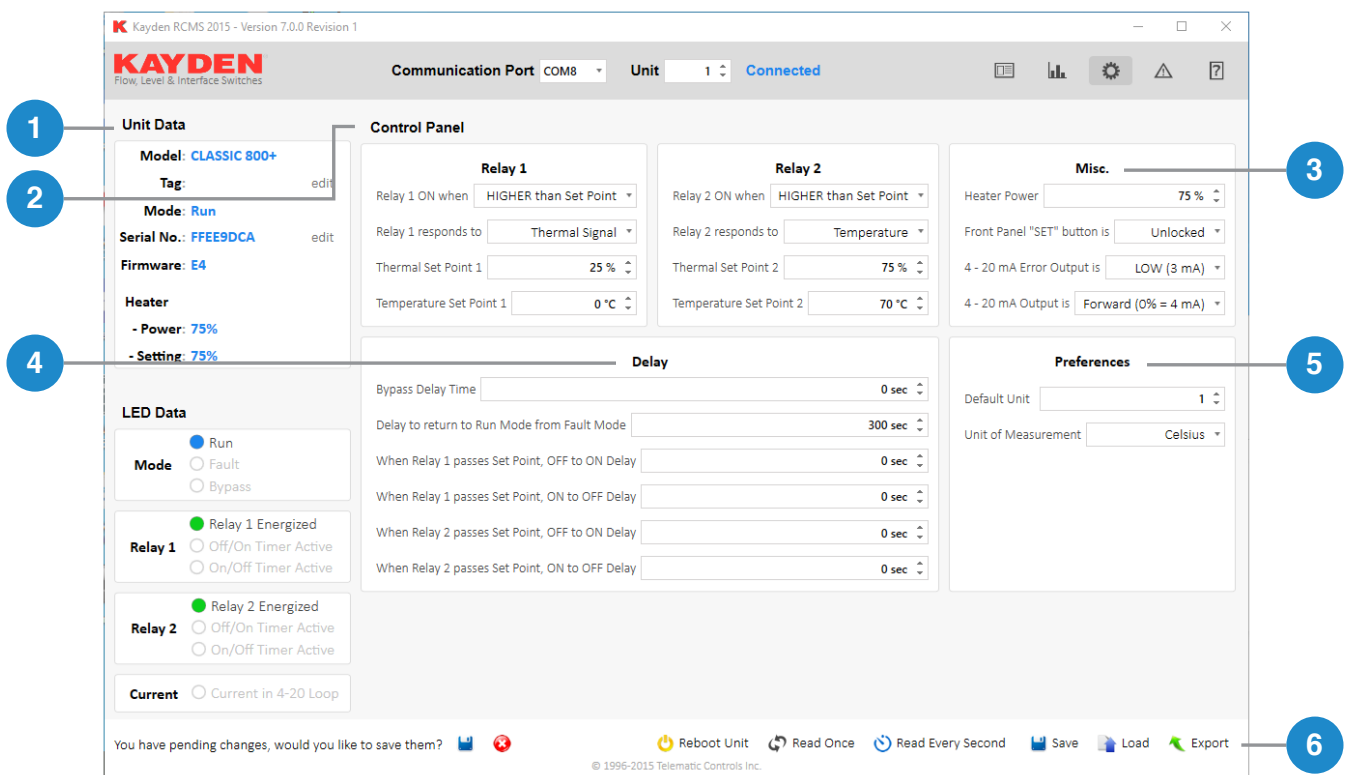 Kayden RCMS 2015 - Version 7.0.0 Revision 1
KAYDEN
Flow, Level & Interface Switches
Communication Port COM8 Unit 1 Connected
1
Unit Data
Model: CLASSIC 800+
Tag: edit
Mode: Run
Serial No.: FFEE9DCA edit
Firmware: E4
Heater
- Power: 75%
- Setting: 75%
LED Data
Mode
Run
Fault
Bypass
Relay 1
Relay 1 Energized
Off/On Timer Active
On/Off Timer Active
Relay 2
Relay 2 Energized
Off/On Timer Active
On/Off Timer Active
Current Current in 4-20 Loop
2
Control Panel
Relay 1
Relay 1 ON when HIGHER than Set Point
Relay 1 responds to Thermal Signal
Thermal Set Point 1 25 %
Temperature Set Point 1 0 °C
Relay 2
Relay 2 ON when HIGHER than Set Point
Relay 2 responds to Temperature
Thermal Set Point 2 75 %
Temperature Set Point 2 70 °C
3
Misc.
Heater Power 75 %
Front Panel "SET" button is Unlocked
4 - 20 mA Error Output is LOW (3 mA)
4 - 20 mA Output is Forward (0% = 4 mA)
4
Delay
Bypass Delay Time 0 sec
Delay to return to Run Mode from Fault Mode 300 sec
When Relay 1 passes Set Point, OFF to ON Delay 0 sec
When Relay 1 passes Set Point, ON to OFF Delay 0 sec
When Relay 2 passes Set Point, OFF to ON Delay 0 sec
When Relay 2 passes Set Point, ON to OFF Delay 0 sec
5
Preferences
Default Unit 1
Unit of Measurement Celsius
You have pending changes, would you like to save them?
Reboot Unit Read Once Read Every Second Save Load Export
6
© 1996-2015 Telematic Controls Inc.